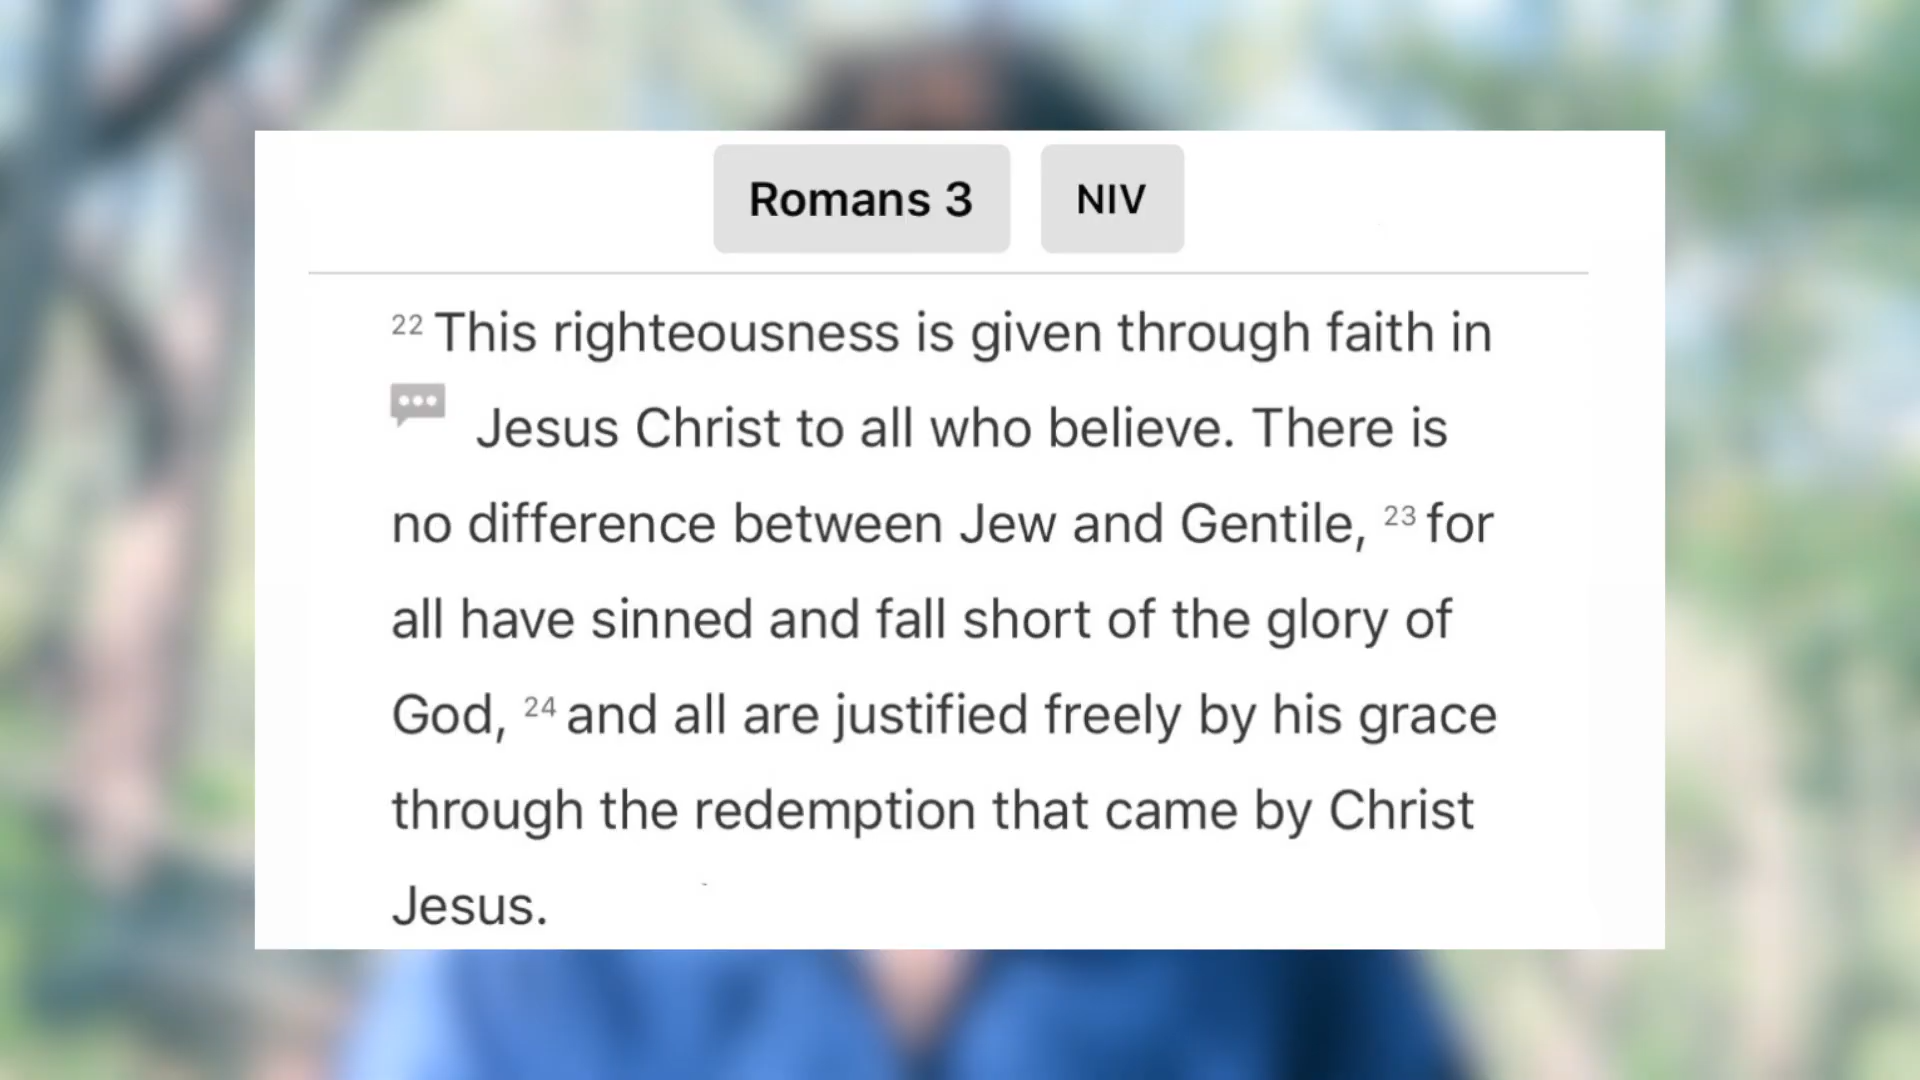 Romans 3 NIV
22 This righteousness is given through faith in
Jesus Christ to all who believe. There is
no difference between Jew and Gentile, 23 for
all have sinned and fall short of the glory of
God, 24 and all are justified freely by his grace
through the redemption that came by Christ
Jesus.